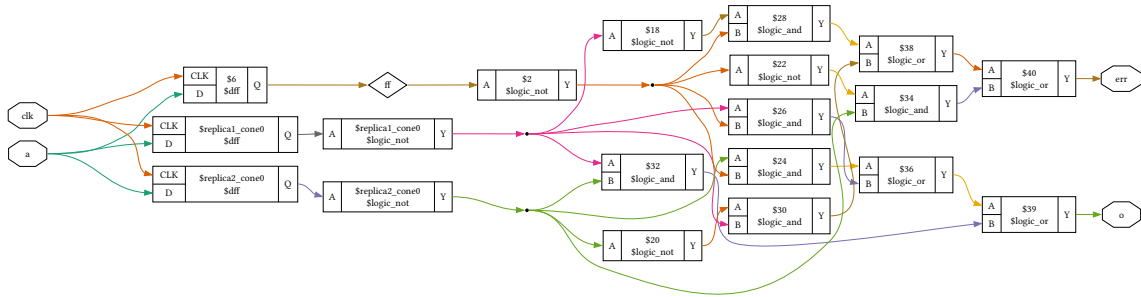 clk
a
CLK
D
$6
$dff
Q
CLK
D
$replica1_cone0
$dff
Q
CLK
D
$replica2_cone0
$dff
Q
ff
A
$replica1_cone0
$logic_not
Y
A
$replica2_cone0
$logic_not
Y
A
$2
$logic_not
Y
A
$18
$logic_not
Y
A
B
$32
$logic_and
Y
A
$20
$logic_not
Y
A
B
$28
$logic_and
Y
A
$22
$logic_not
Y
A
B
$26
$logic_and
Y
A
B
$24
$logic_and
Y
A
B
$30
$logic_and
Y
A
B
$38
$logic_or
Y
A
B
$34
$logic_and
Y
A
B
$36
$logic_or
Y
A
B
$40
$logic_or
Y
A
B
$39
$logic_or
Y
err
o